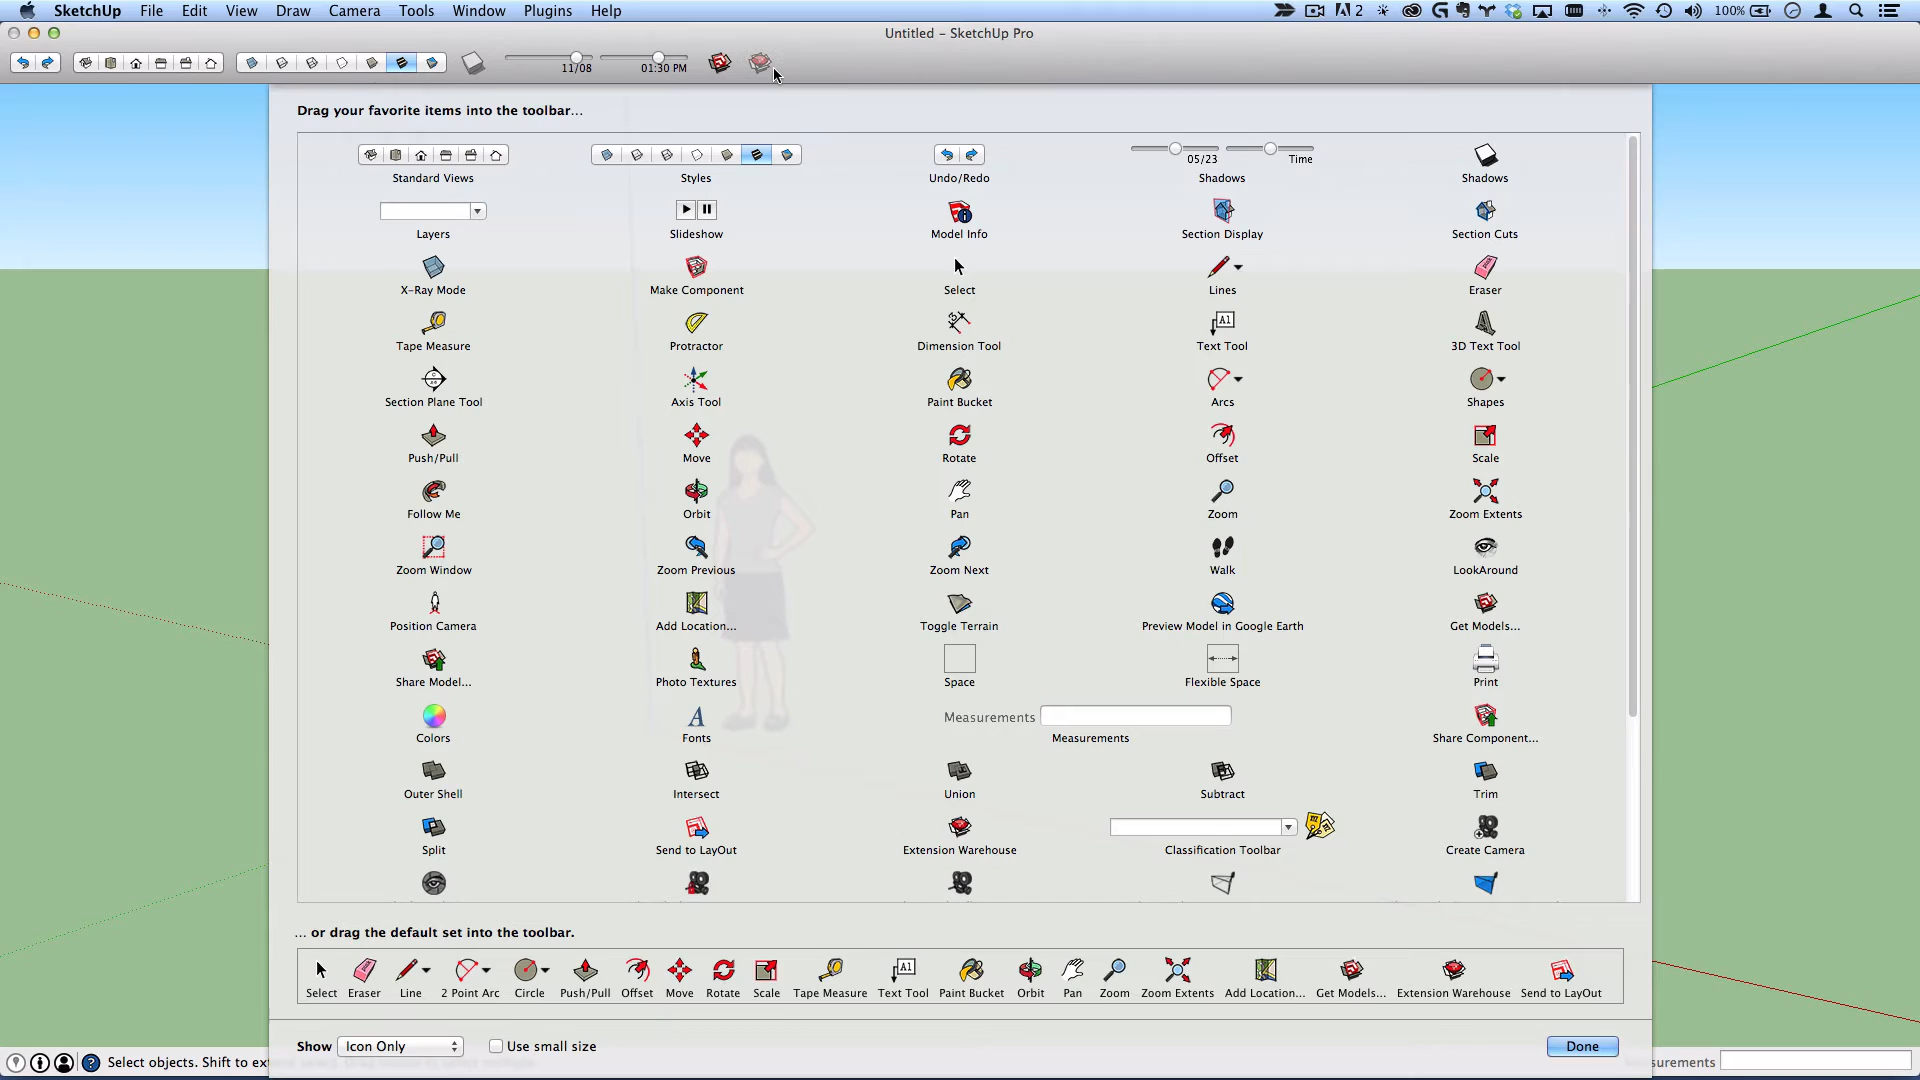 SketchUp File Edit View Draw Camera Tools Window Plugins Help 2 100%
Untitled – SketchUp Pro
11/08 01:30 PM
Drag your favorite items into the toolbar...
05/23 Time
Standard Views Styles Undo/Redo Shadows Shadows
Layers Slideshow Model Info Section Display Section Cuts
X-Ray Mode Make Component Select Lines Eraser
A1
Tape Measure Protractor Dimension Tool Text Tool 3D Text Tool
Section Plane Tool Axis Tool Paint Bucket Arcs Shapes
Push/Pull Move Rotate Offset Scale
Follow Me Orbit Pan Zoom Zoom Extents
Zoom Window Zoom Previous Zoom Next Walk LookAround
Position Camera Add Location... Toggle Terrain Preview Model in Google Earth Get Models...
Share Model... Photo Textures Space Flexible Space Print
Measurements
Colors Fonts Measurements Share Component...
Outer Shell Intersect Union Subtract Trim
Split Send to LayOut Extension Warehouse Classification Toolbar Create Camera
... or drag the default set into the toolbar.
A1
Select Eraser Line 2 Point Arc Circle Push/Pull Offset Move Rotate Scale Tape Measure Text Tool Paint Bucket Orbit Pan Zoom Zoom Extents Add Location... Get Models... Extension Warehouse Send to LayOut
Show Icon Only Use small size Done
Select objects. Shift to ex surements